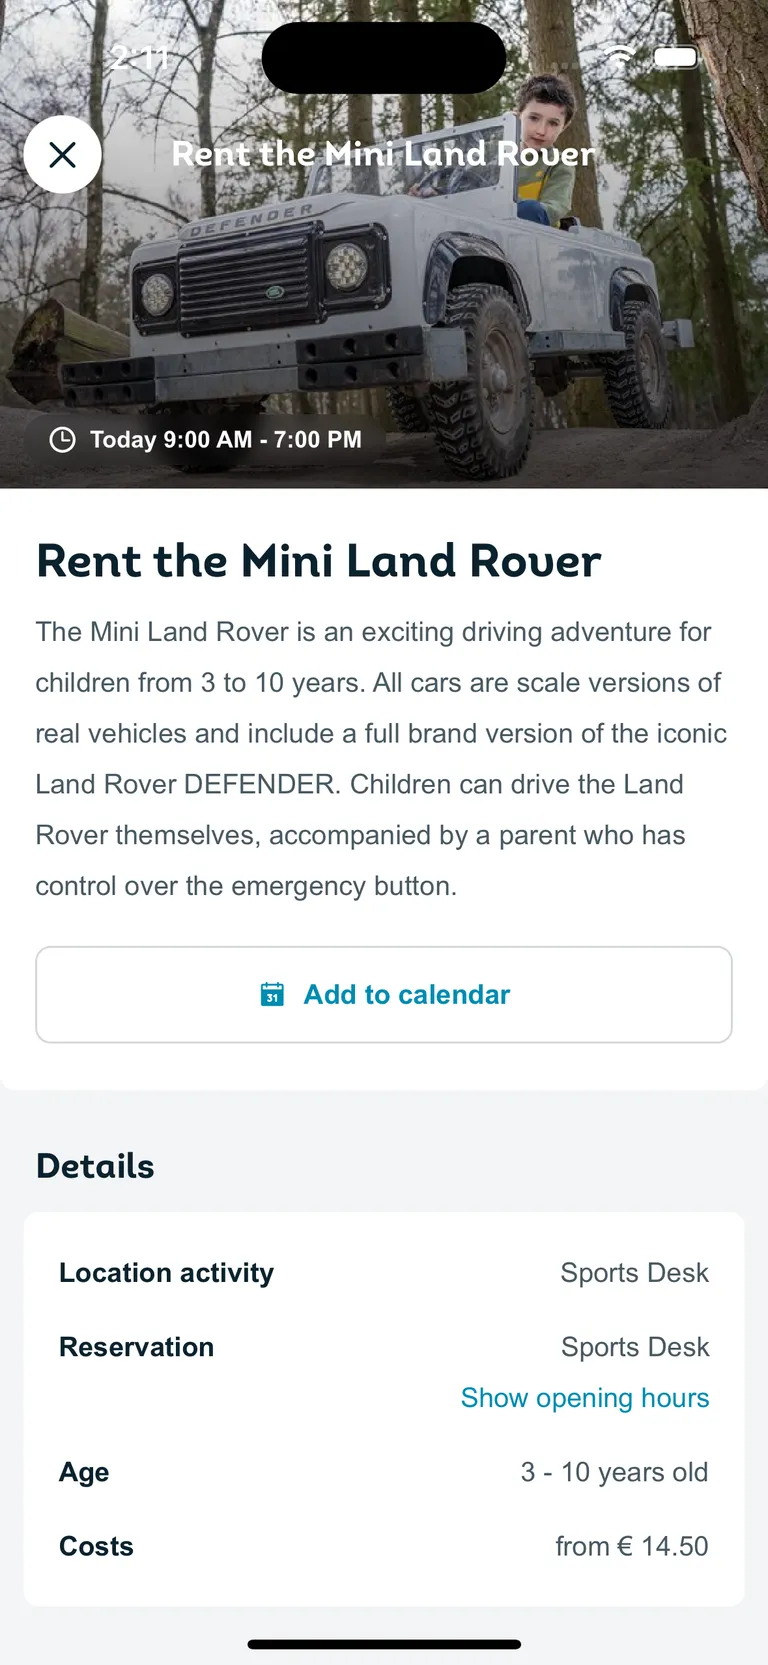 2:11
Rent the Mini Land Rover
DEFENDER
Today 9:00 AM - 7:00 PM
Rent the Mini Land Rover
The Mini Land Rover is an exciting driving adventure for
children from 3 to 10 years. All cars are scale versions of
real vehicles and include a full brand version of the iconic
Land Rover DEFENDER. Children can drive the Land
Rover themselves, accompanied by a parent who has
control over the emergency button.
31
Add to calendar
Details
Location activity
Sports Desk
Reservation
Sports Desk
Show opening hours
Age
3 - 10 years old
Costs
from € 14.50